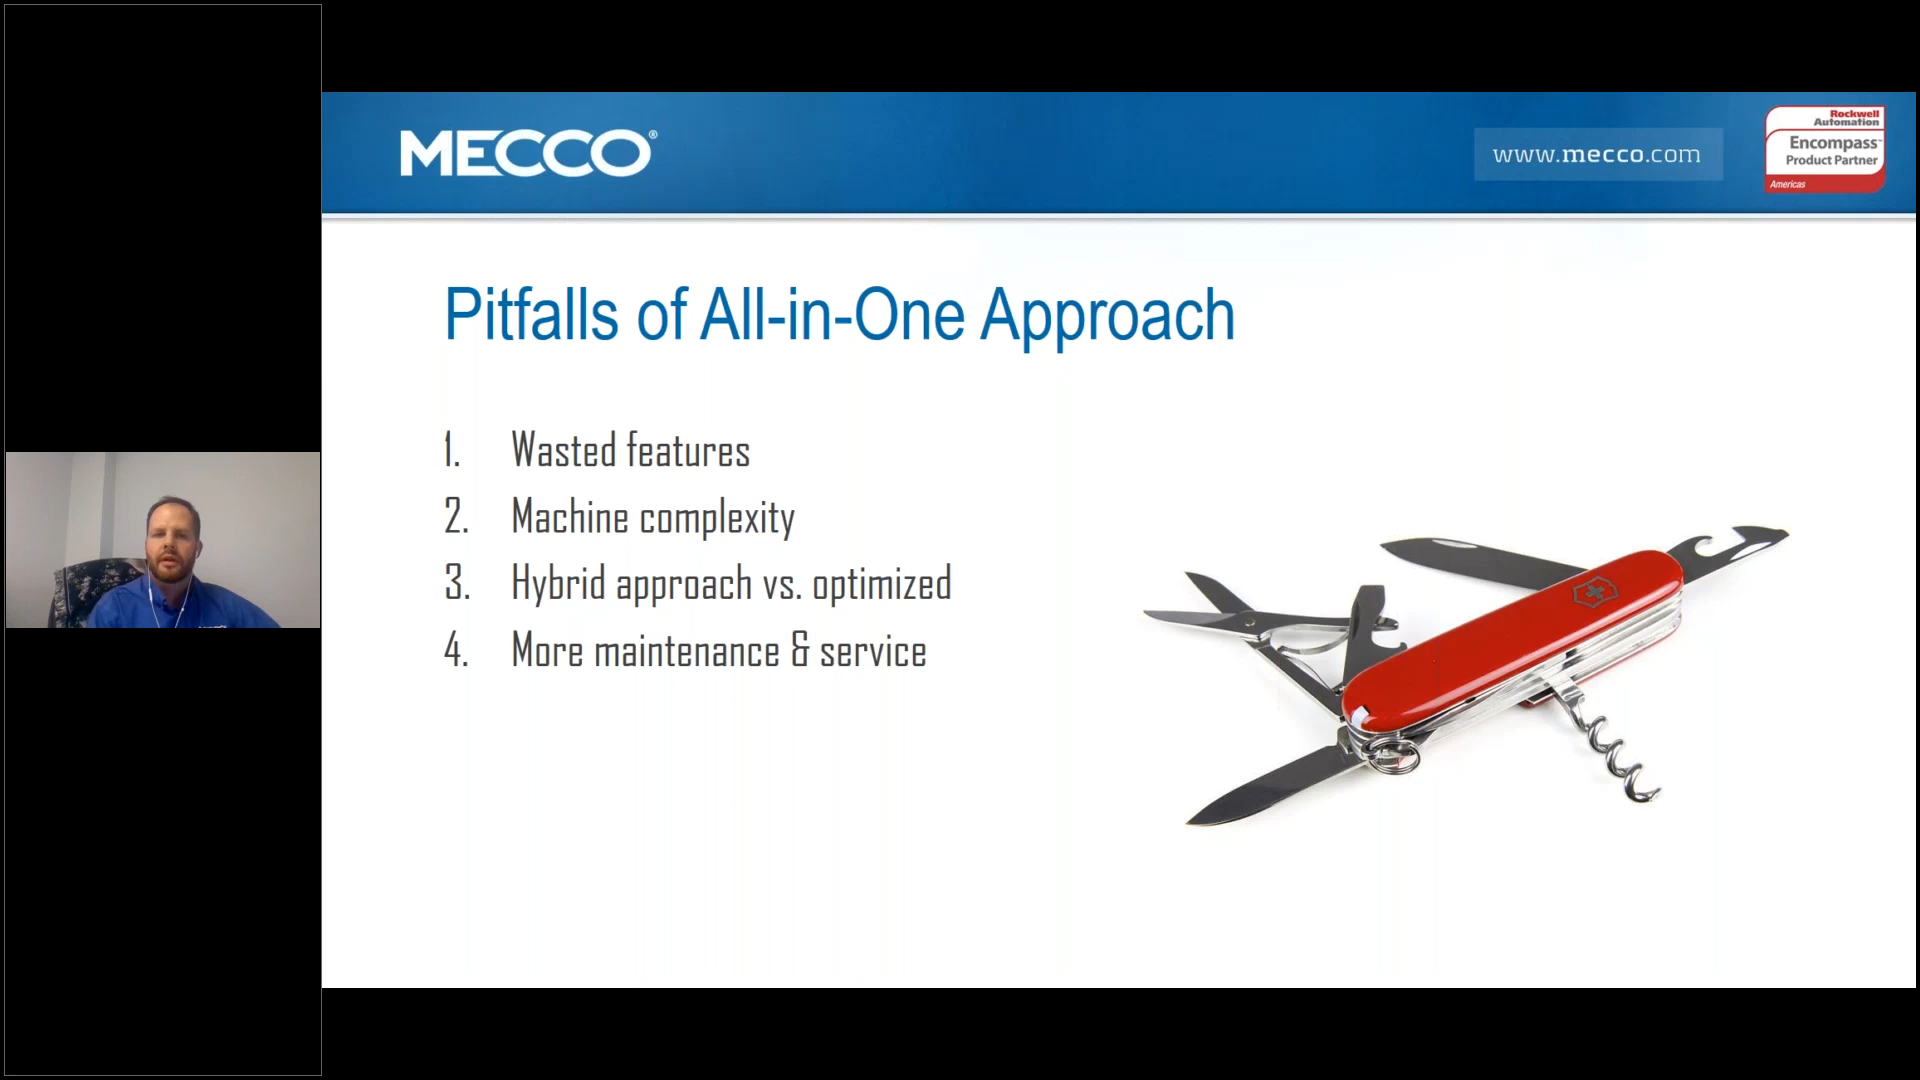 MECCO®
www.mecco.com
Rockwell
Automation
Encompass™
Product Partner
Americas
Pitfalls of All-in-One Approach
1. Wasted features
2. Machine complexity
3. Hybrid approach vs. optimized
4. More maintenance & service